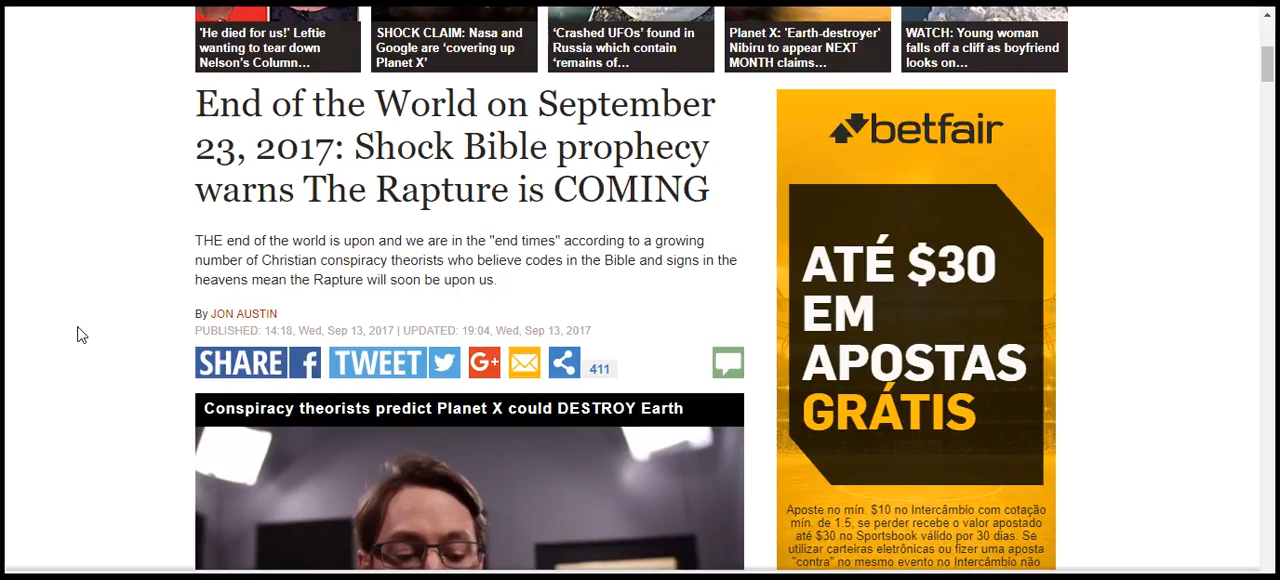 'He died for us!' Leftie
wanting to tear down
Nelson's Column...
SHOCK CLAIM: Nasa and
Google are ‘covering up
Planet X’
‘Crashed UFOs’ found in
Russia which contain
‘remains of...
Planet X: 'Earth-destroyer'
Nibiru to appear NEXT
MONTH claims...
WATCH: Young woman
falls off a cliff as boyfriend
looks on...
End of the World on September
23, 2017: Shock Bible prophecy
warns The Rapture is COMING
THE end of the world is upon and we are in the "end times" according to a growing
number of Christian conspiracy theorists who believe codes in the Bible and signs in the
heavens mean the Rapture will soon be upon us.
By JON AUSTIN
PUBLISHED: 14:18, Wed, Sep 13, 2017 | UPDATED: 19:04, Wed, Sep 13, 2017
SHARE f TWEET G+ 411
Conspiracy theorists predict Planet X could DESTROY Earth
betfair
ATÉ $30
EM
APOSTAS
GRÁTIS
Aposte no mín. $10 no Intercâmbio com cotação
mín. de 1.5, se perder recebe o valor apostado
até $30 no Sportsbook válido por 30 dias. Se
utilizar carteiras eletrônicas ou fizer uma aposta
"contra" no mesmo evento no Intercâmbio não